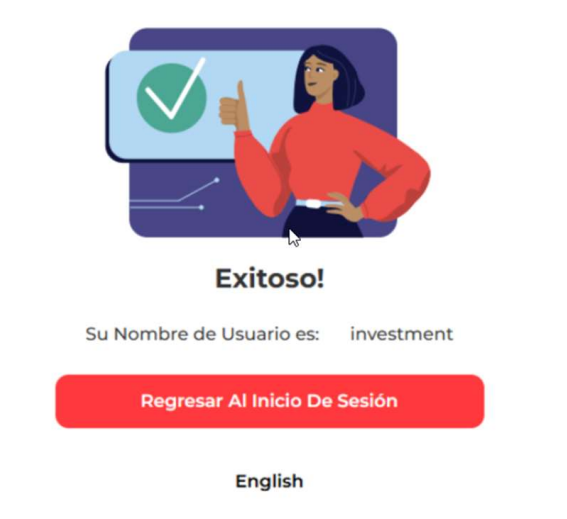 Exitoso!
Su Nombre de Usuario es: investment
Regresar Al Inicio De Sesión
English